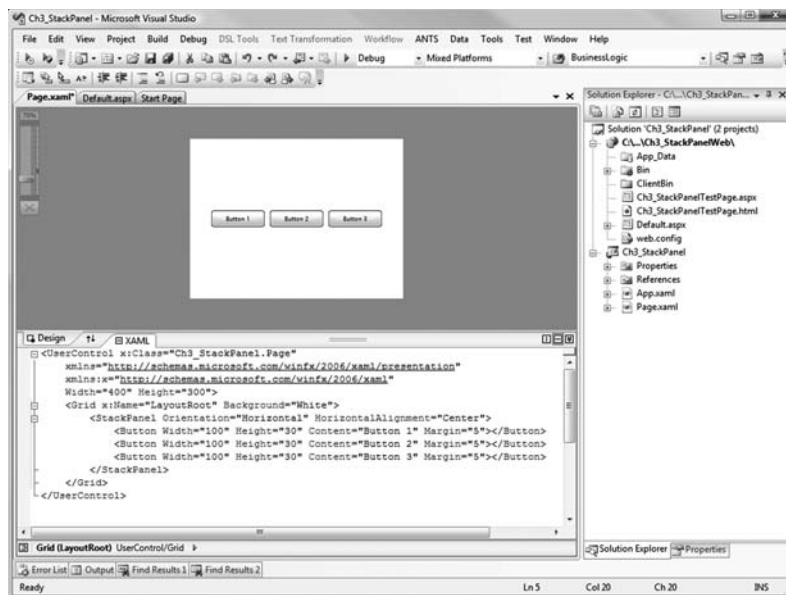 Ch3_StackPanel - Microsoft Visual Studio
File Edit View Project Build Debug DSL Tools Text Transformation Workflow ANTS Data Tools Test Window Help
Debug Mixed Platforms BusinessLogic
Page.xaml* Default.aspx Start Page
Solution Explorer - C:\...\Ch3_StackPan...
Solution 'Ch3_StackPanel' (2 projects)
C:\...\Ch3_StackPanelWeb\
App_Data
Bin
ClientBin
Ch3_StackPanelTestPage.aspx
Ch3_StackPanelTestPage.html
Default.aspx
web.config
Ch3_StackPanel
Properties
References
App.xaml
Page.xaml
Button 1 Button 2 Button 3
Design XAML
<UserControl x:Class="Ch3_StackPanel.Page"
xmlns="http://schemas.microsoft.com/winfx/2006/xaml/presentation"
xmlns:x="http://schemas.microsoft.com/winfx/2006/xaml"
Width="400" Height="300">
<Grid x:Name="LayoutRoot" Background="White">
<StackPanel Orientation="Horizontal" HorizontalAlignment="Center">
<Button Width="100" Height="30" Content="Button 1" Margin="5"></Button>
<Button Width="100" Height="30" Content="Button 2" Margin="5"></Button>
<Button Width="100" Height="30" Content="Button 3" Margin="5"></Button>
</StackPanel>
</Grid>
</UserControl>
Grid (LayoutRoot) UserControl/Grid
Solution Explorer Properties
Error List Output Find Results 1 Find Results 2
Ready Ln 5 Col 20 Ch 20 INS